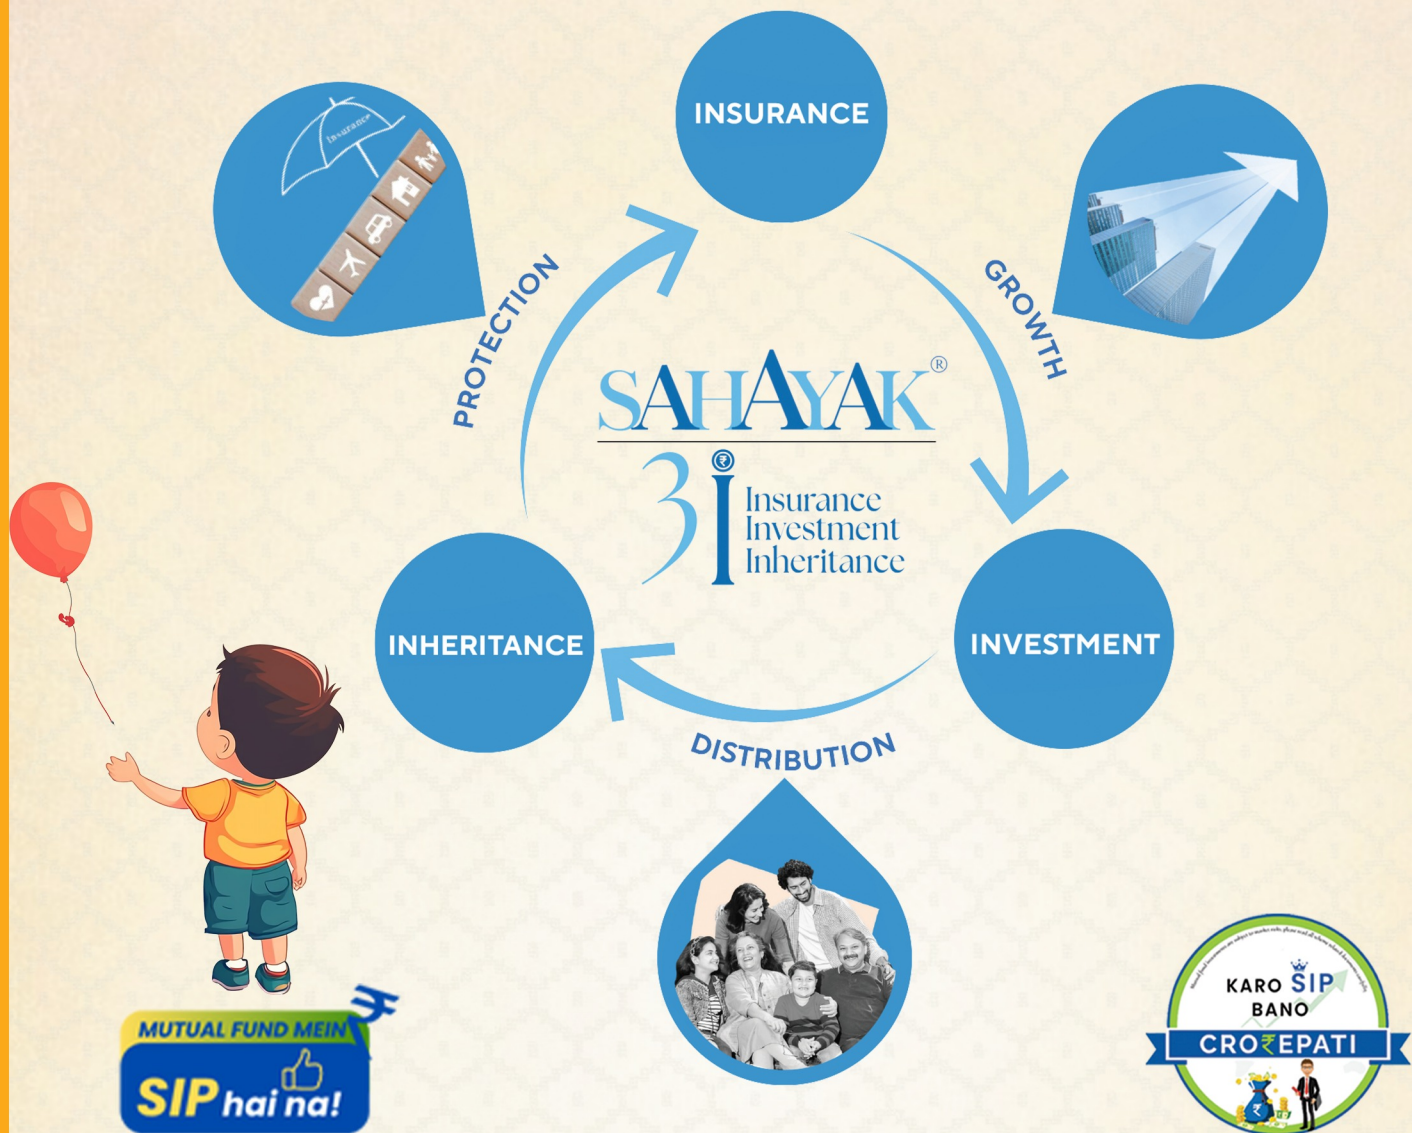 INSURANCE
Insurance
PROTECTION
GROWTH
SAHAYAK®
3i
Insurance
Investment
Inheritance
INHERITANCE
INVESTMENT
DISTRIBUTION
MUTUAL FUND MEIN
SIP hai na!
KARO SIP
BANO
CRO₹EPATI